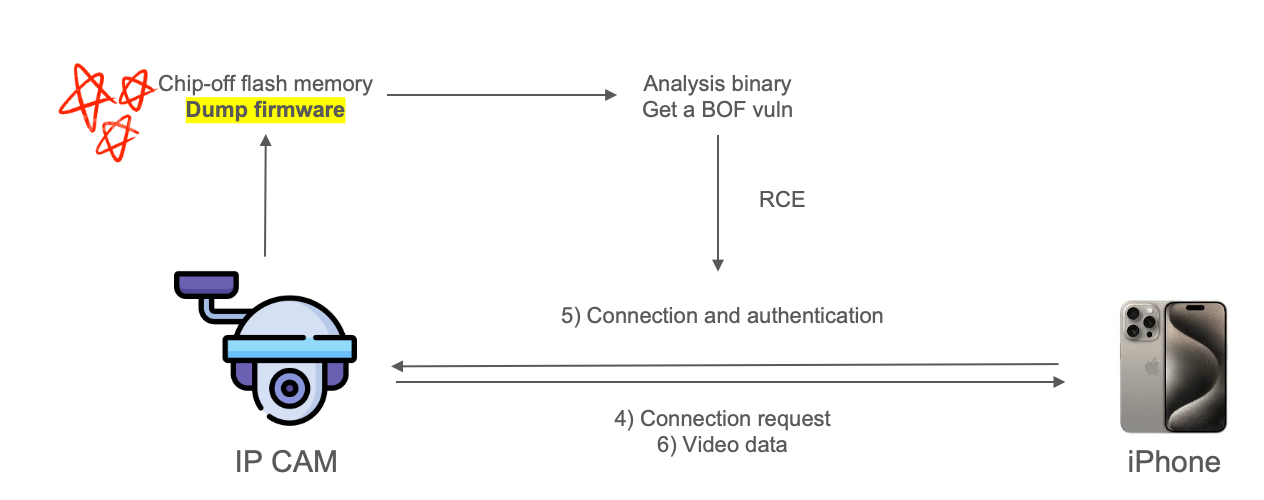 Chip-off flash memory
Dump firmware
Analysis binary
Get a BOF vuln
RCE
5) Connection and authentication
4) Connection request
6) Video data
IP CAM
iPhone